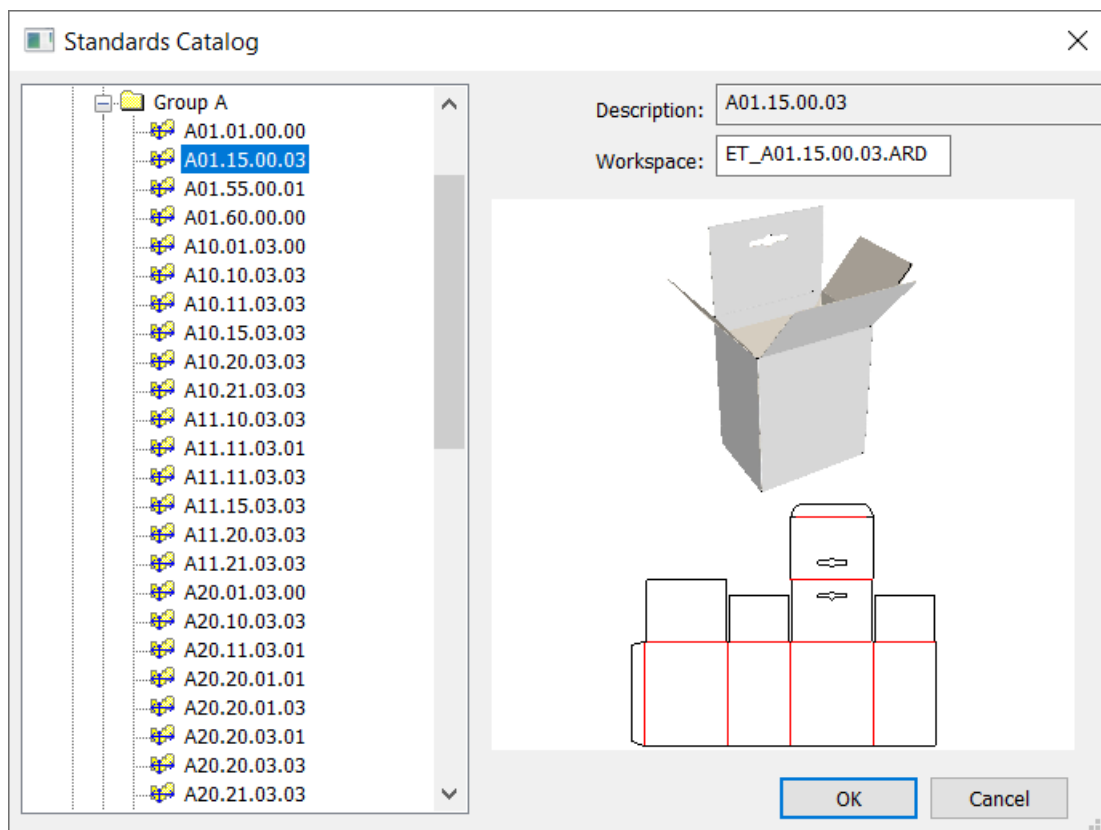 Standards Catalog
Group A
A01.01.00.00
A01.15.00.03
A01.55.00.01
A01.60.00.00
A10.01.03.00
A10.10.03.03
A10.11.03.03
A10.15.03.03
A10.20.03.03
A10.21.03.03
A11.10.03.03
A11.11.03.01
A11.11.03.03
A11.15.03.03
A11.20.03.03
A11.21.03.03
A20.01.03.00
A20.10.03.03
A20.11.03.01
A20.20.01.01
A20.20.01.03
A20.20.03.01
A20.20.03.03
A20.21.03.03
Description: A01.15.00.03
Workspace: ET_A01.15.00.03.ARD
OK Cancel